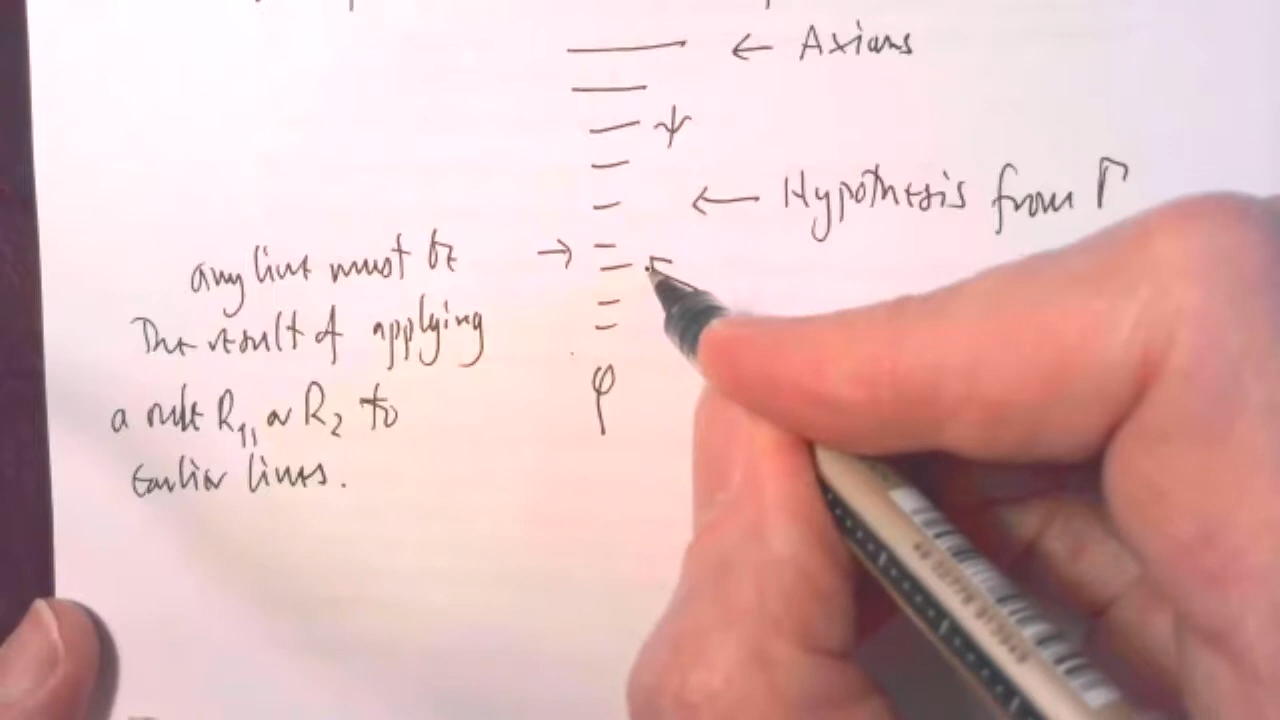 ← Axioms
ψ
← Hypothesis from Γ
any line must be →
The result of applying
a rule R₁, or R₂ to
Earlier lines.
φ